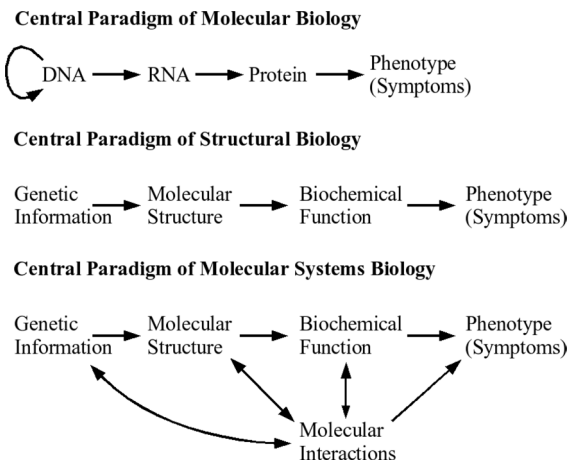 Central Paradigm of Molecular Biology
DNA RNA Protein Phenotype
(Symptoms)
Central Paradigm of Structural Biology
Genetic Molecular Biochemical Phenotype
Information Structure Function (Symptoms)
Central Paradigm of Molecular Systems Biology
Genetic Molecular Biochemical Phenotype
Information Structure Function (Symptoms)
Molecular
Interactions